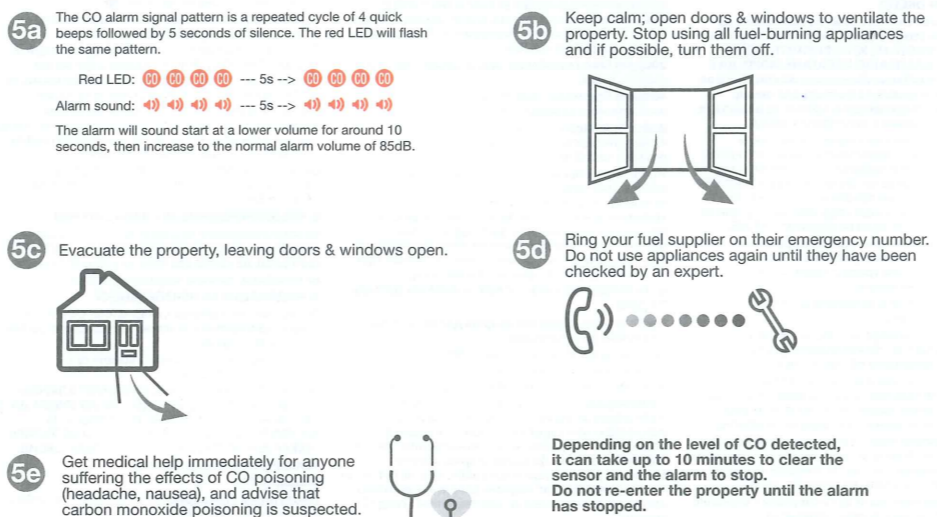 5a
The CO alarm signal pattern is a repeated cycle of 4 quick
beeps followed by 5 seconds of silence. The red LED will flash
the same pattern.
Red LED: CO CO CO CO --- 5s --> CO CO CO CO
Alarm sound: --- 5s -->
The alarm will sound start at a lower volume for around 10
seconds, then increase to the normal alarm volume of 85dB.
5b
Keep calm; open doors & windows to ventilate the
property. Stop using all fuel-burning appliances
and if possible, turn them off.
5c
Evacuate the property, leaving doors & windows open.
5d
Ring your fuel supplier on their emergency number.
Do not use appliances again until they have been
checked by an expert.
5e
Get medical help immediately for anyone
suffering the effects of CO poisoning
(headache, nausea), and advise that
carbon monoxide poisoning is suspected.
Depending on the level of CO detected,
it can take up to 10 minutes to clear the
sensor and the alarm to stop.
Do not re-enter the property until the alarm
has stopped.